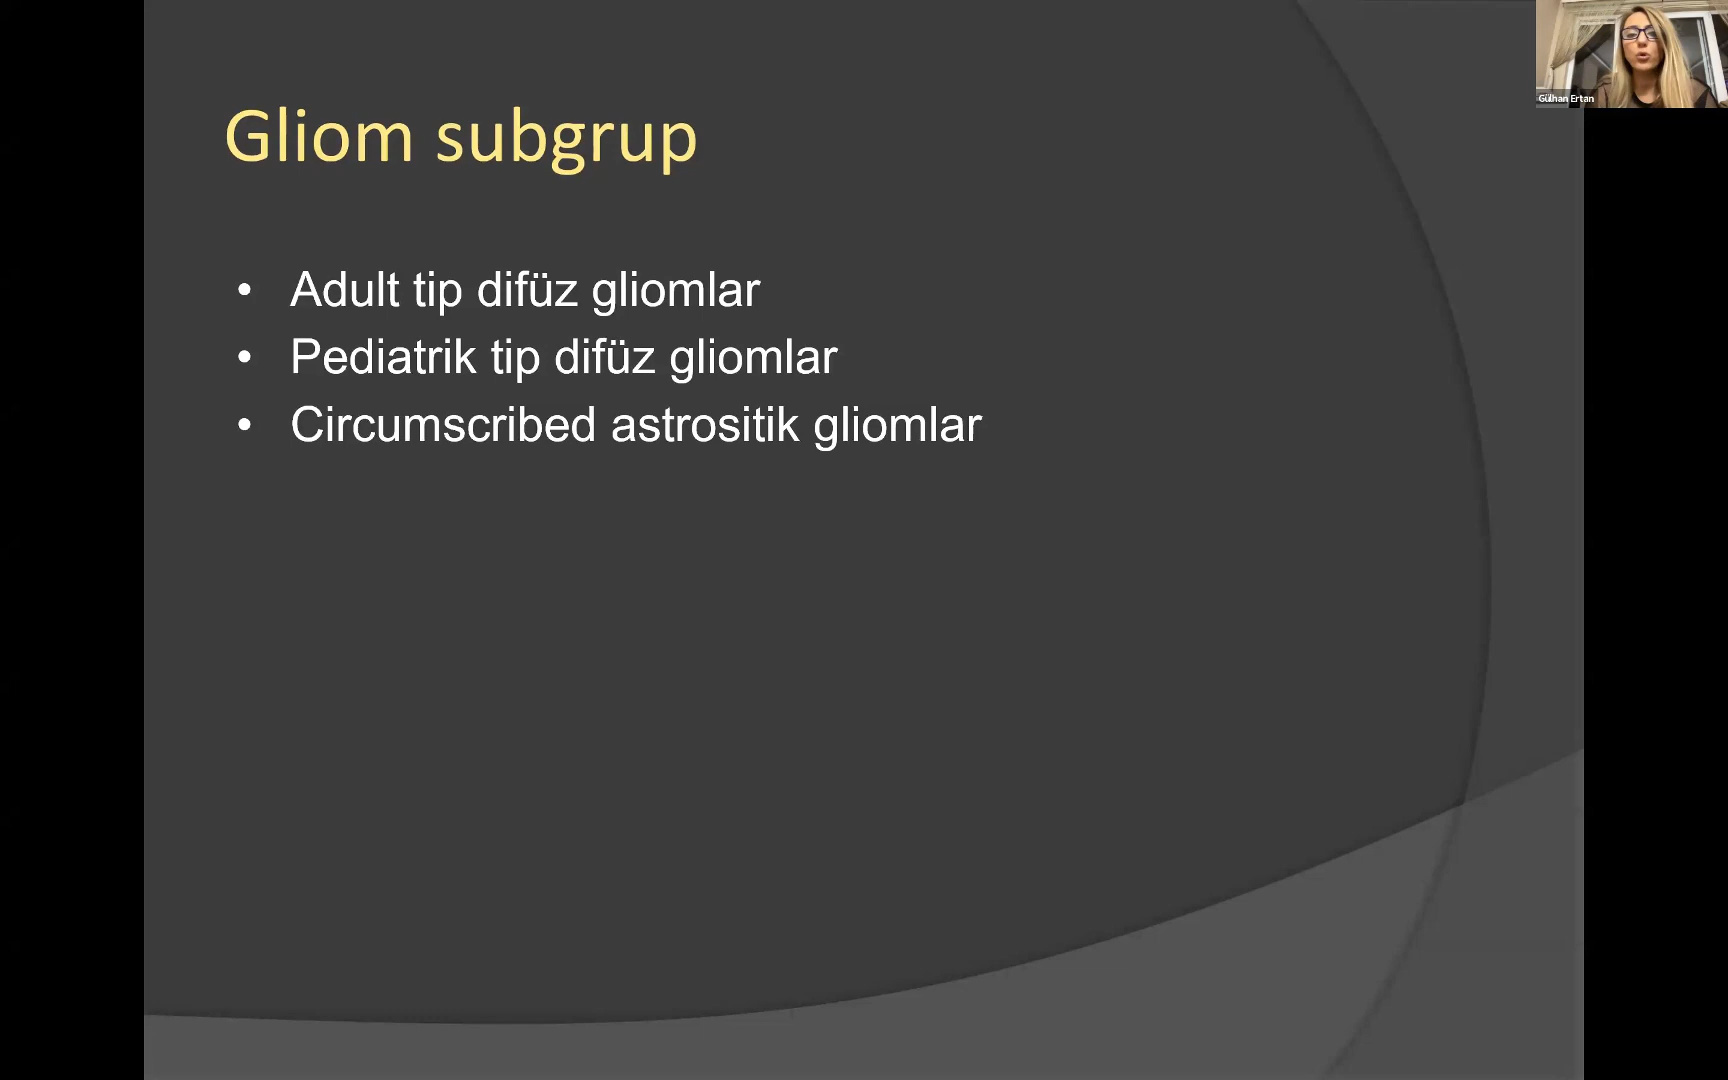 Gliom subgrup
• Adult tip difüz gliomlar
• Pediatrik tip difüz gliomlar
• Circumscribed astrositik gliomlar
Gülhan Ertan